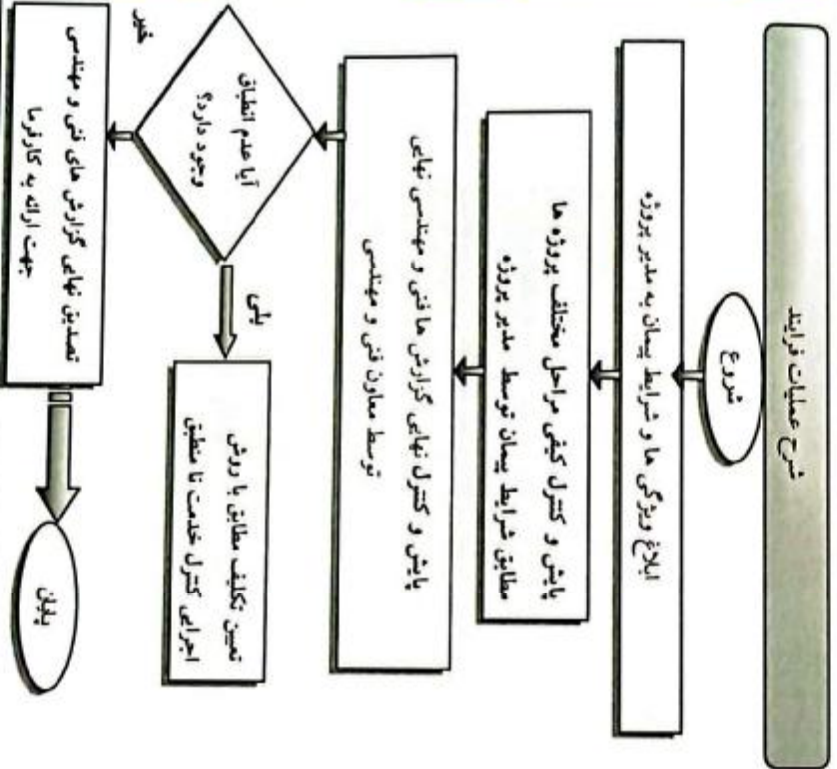 شرح عملیات فرایند
شروع
ابلاغ ویژگی ها و شرایط پیمان به مدیر پروژه
پایش و کنترل کیفی مراحل مختلف پروژه ها
مطابق شرایط پیمان توسط مدیر پروژه
پایش و کنترل نهایی گزارش ها فنی و مهندسی نهایی
توسط معاون فنی و مهندسی
آیا عدم انطباق
وجود دارد؟
بلی
تعیین تکلیف مطابق با روش
اجرایی کنترل خدمت نا منطبق
خیر
تصدیق نهایی گزارش های فنی و مهندسی
جهت ارائه به کارفرما
پایان